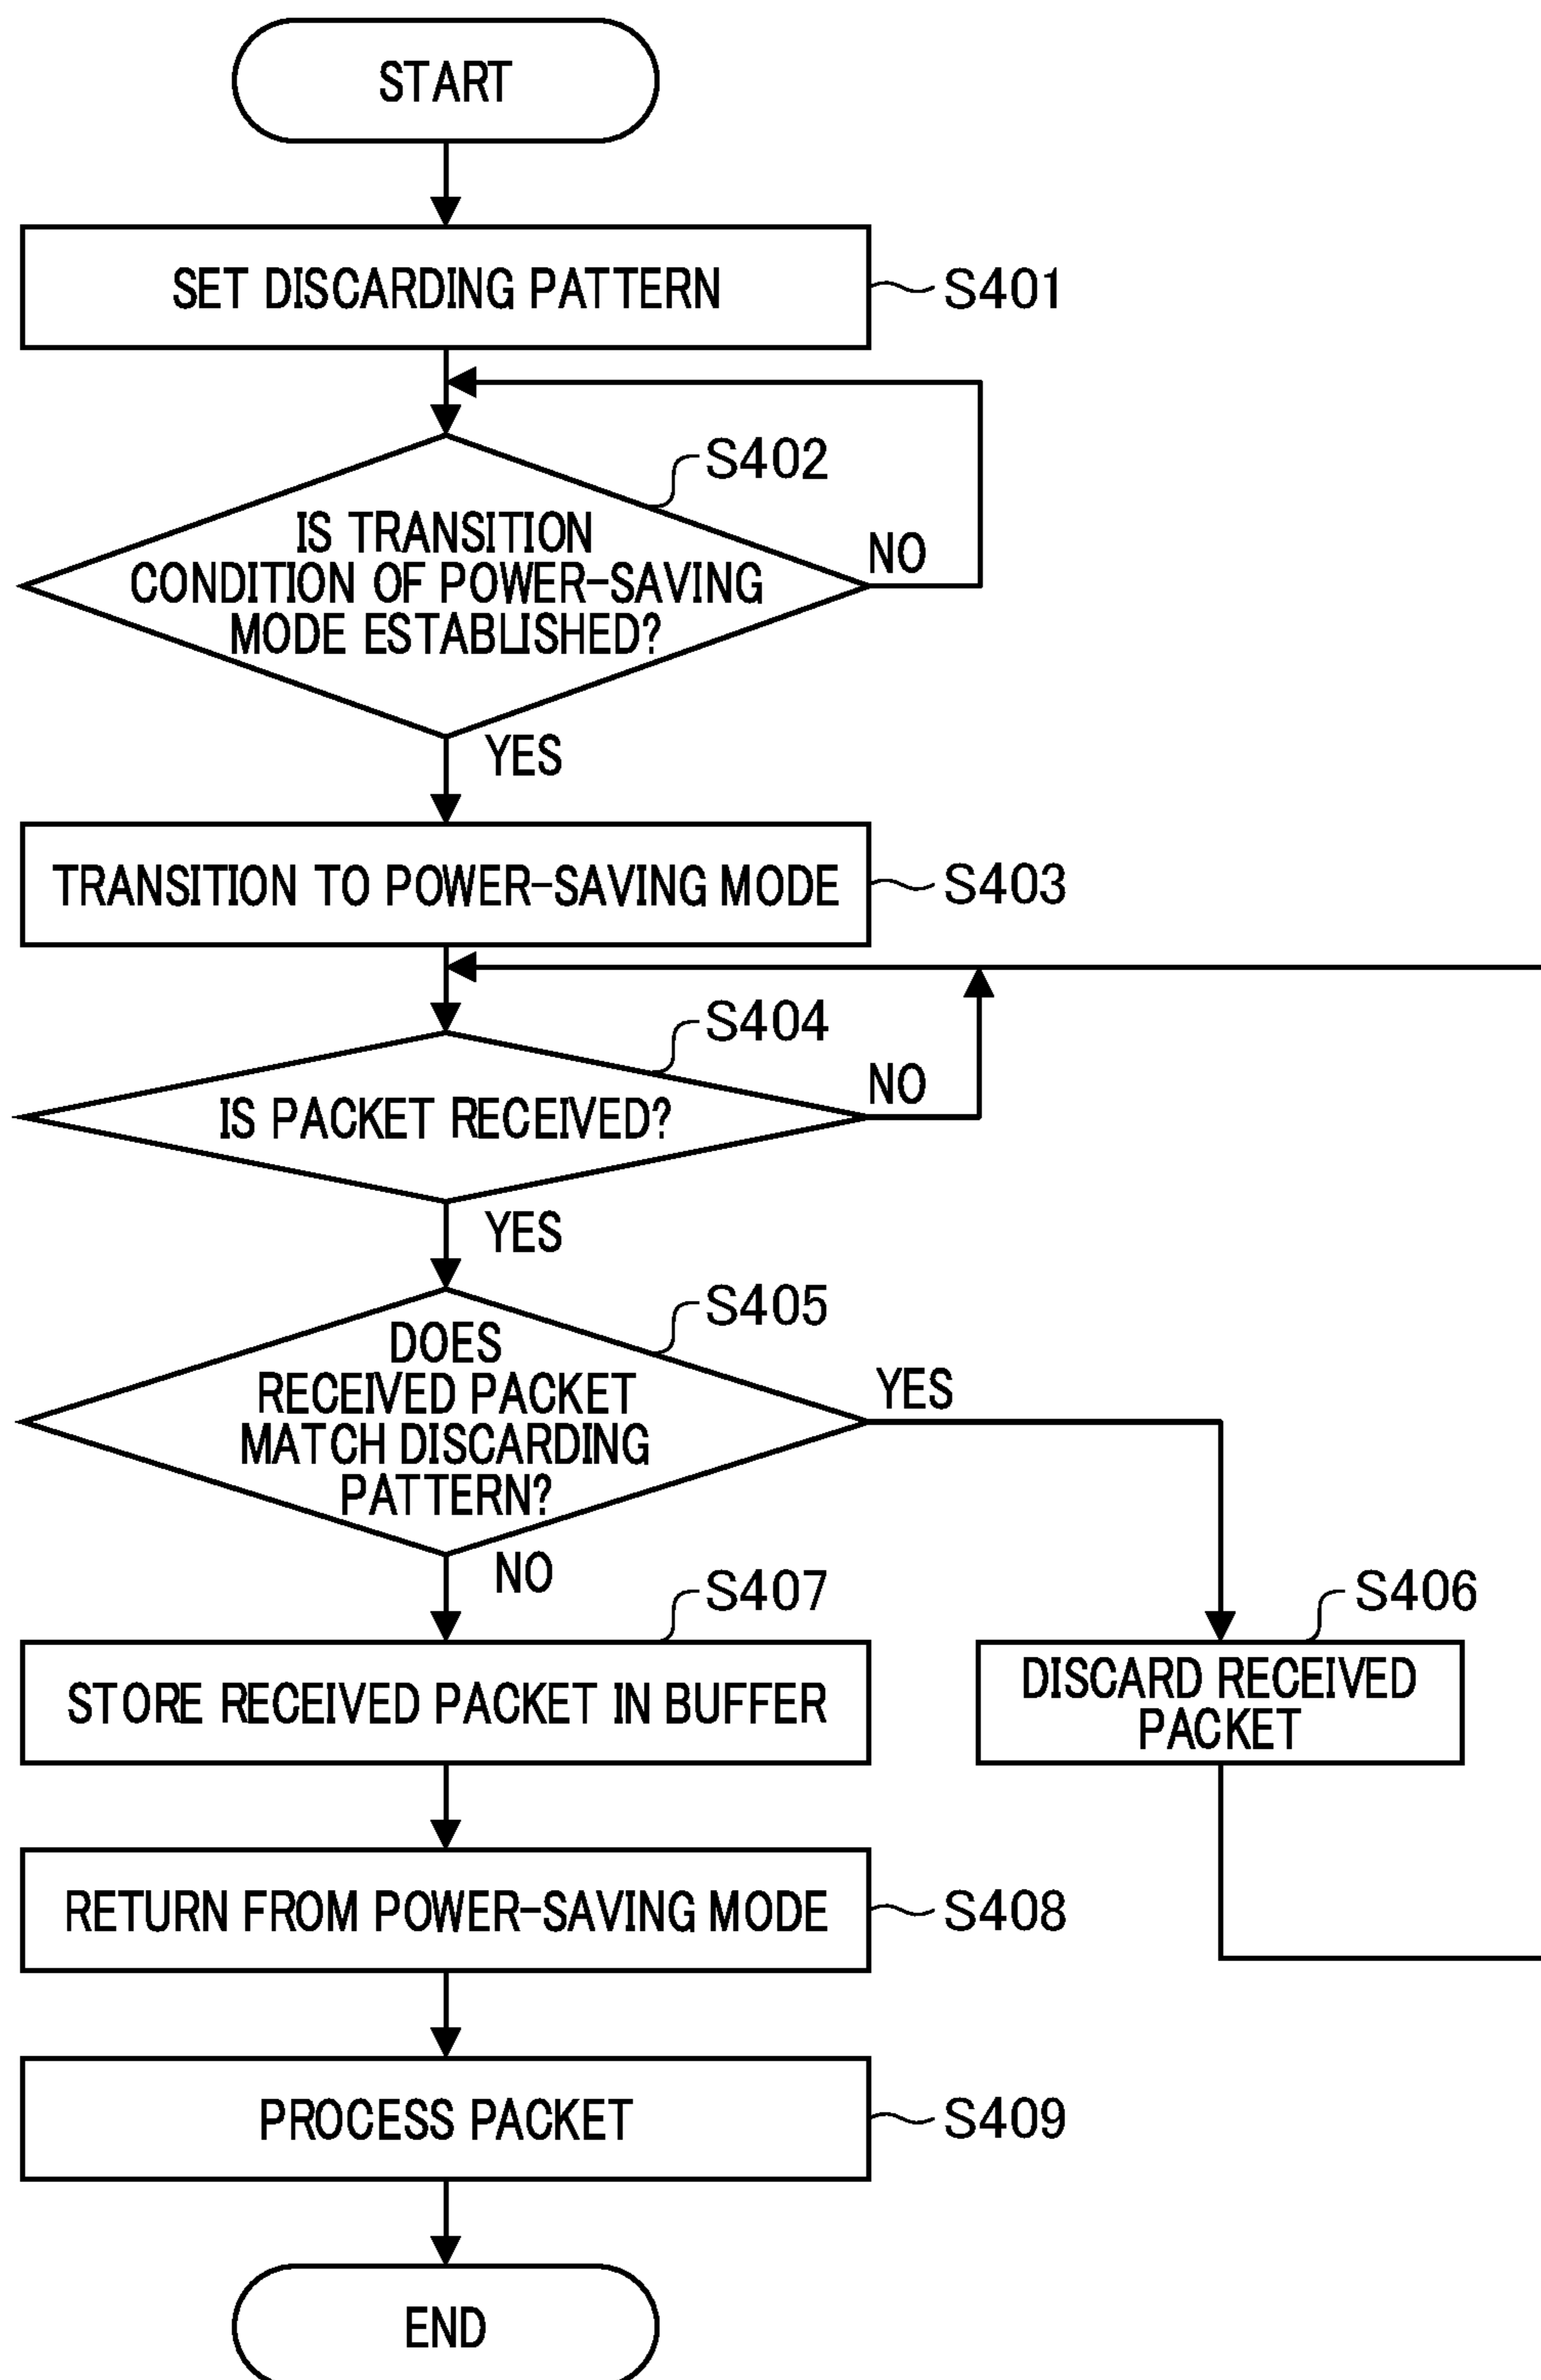 START
SET DISCARDING PATTERN
S401
S402
IS TRANSITION
CONDITION OF POWER-SAVING
MODE ESTABLISHED?
NO
YES
TRANSITION TO POWER-SAVING MODE
S403
S404
IS PACKET RECEIVED?
NO
YES
S405
DOES
RECEIVED PACKET
MATCH DISCARDING
PATTERN?
YES
NO
S407
STORE RECEIVED PACKET IN BUFFER
S406
DISCARD RECEIVED
PACKET
RETURN FROM POWER-SAVING MODE
S408
PROCESS PACKET
S409
END